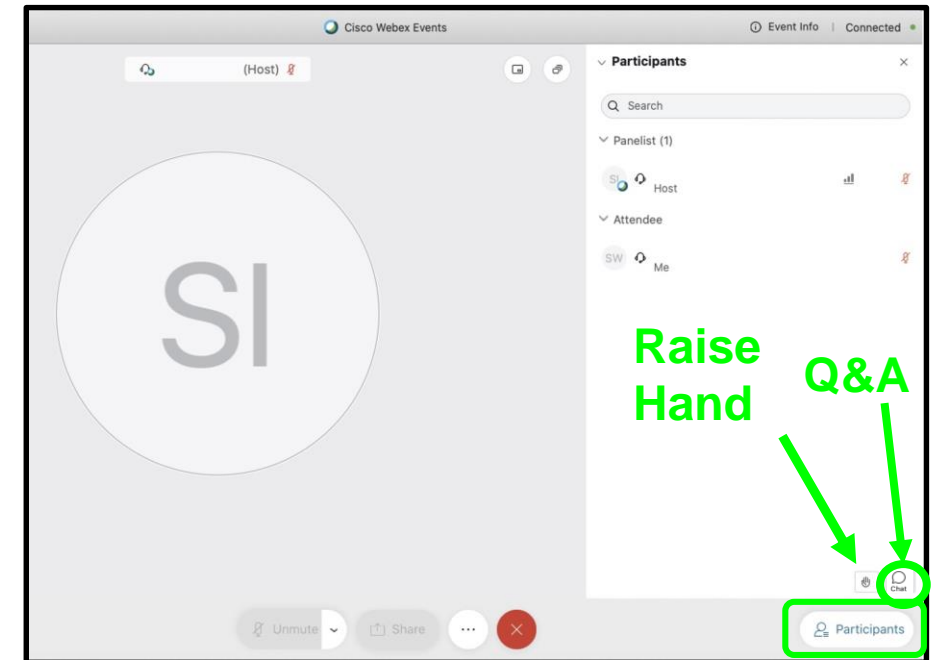 Cisco Webex Events
Event Info | Connected
(Host)
Participants
Search
Panelist (1)
SI
Host
Attendee
SW
Me
SI
Raise
Hand
Q&A
Chat
Unmute
Share
Participants